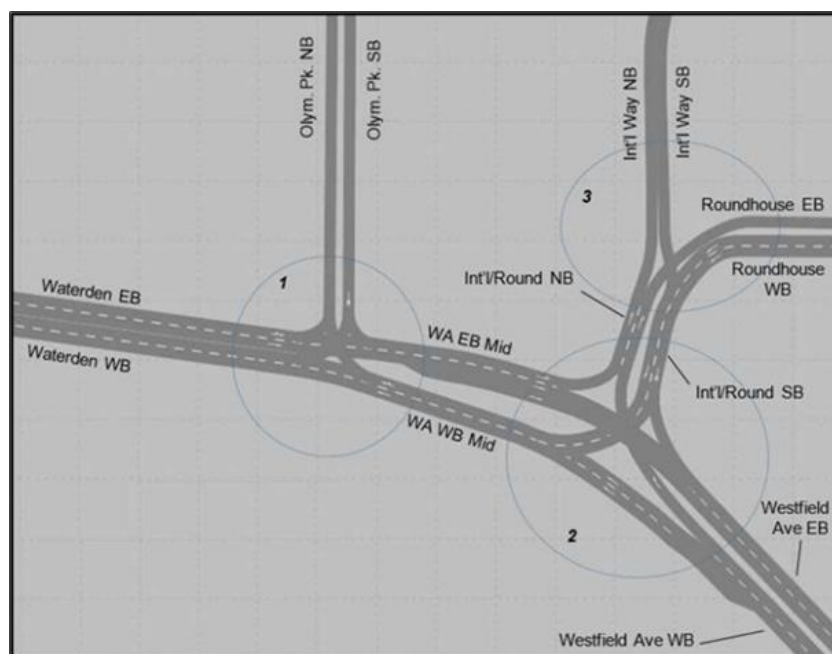 Olym. Pk. NB
Olym. Pk. SB
Int'l Way NB
Int'l Way SB
3
Roundhouse EB
Roundhouse
WB
Int'l/Round NB
1
Waterden EB
Waterden WB
WA EB Mid
Int'l/Round SB
WA WB Mid
2
Westfield
Ave EB
Westfield Ave WB